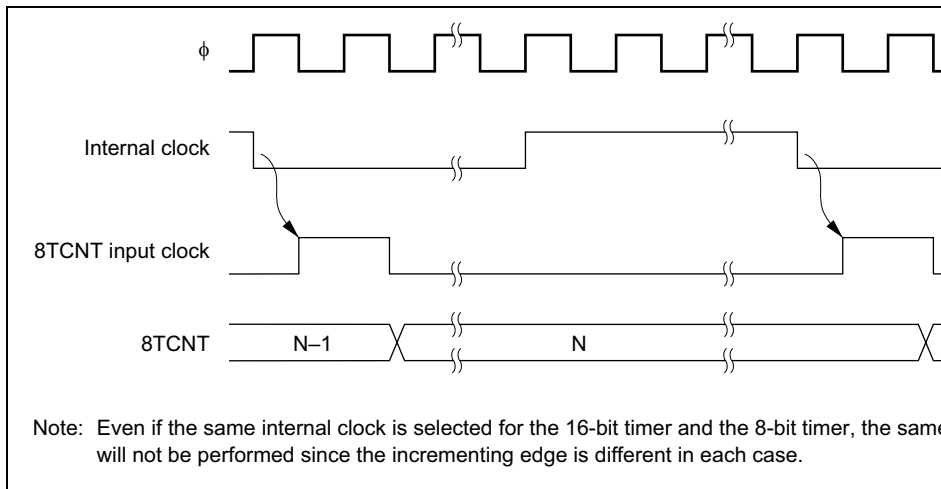 ϕ
Internal clock
8TCNT input clock
8TCNT
N–1
N
Note: Even if the same internal clock is selected for the 16-bit timer and the 8-bit timer, the same
will not be performed since the incrementing edge is different in each case.